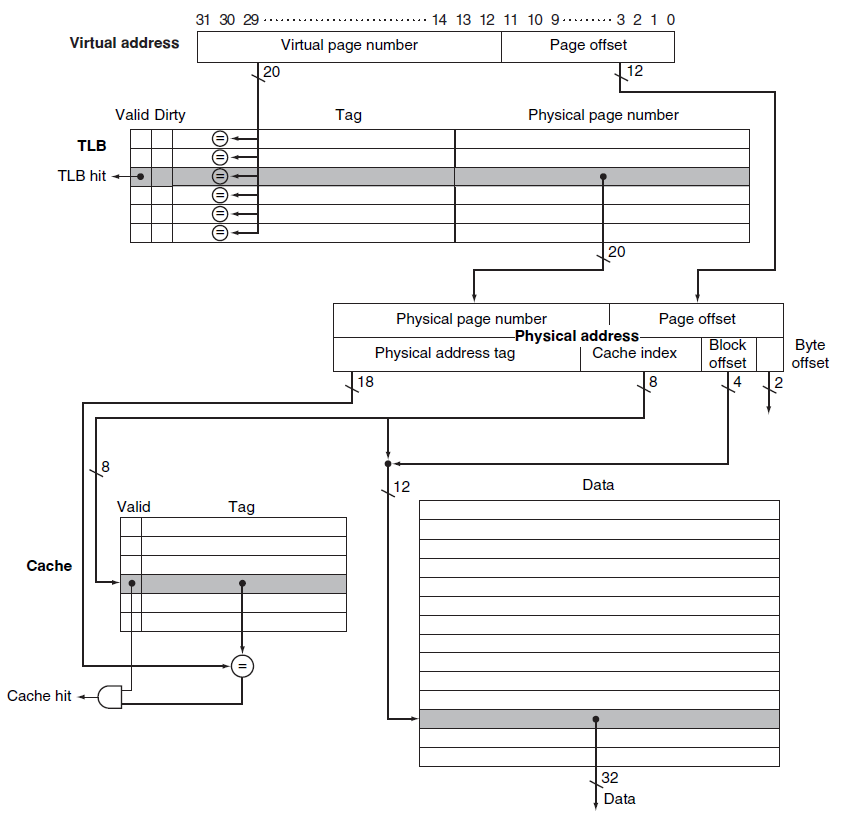 31 30 29 ·················· 14 13 12 11 10 9 ········ 3 2 1 0
Virtual address
Virtual page number
Page offset
20
12
Valid Dirty
Tag
Physical page number
TLB
TLB hit
=
=
=
=
=
=
20
Physical page number
Page offset
Physical address
Physical address tag
Cache index
Block
offset
Byte
offset
18
8
4
2
8
12
Data
Valid
Tag
Cache
=
Cache hit
32
Data